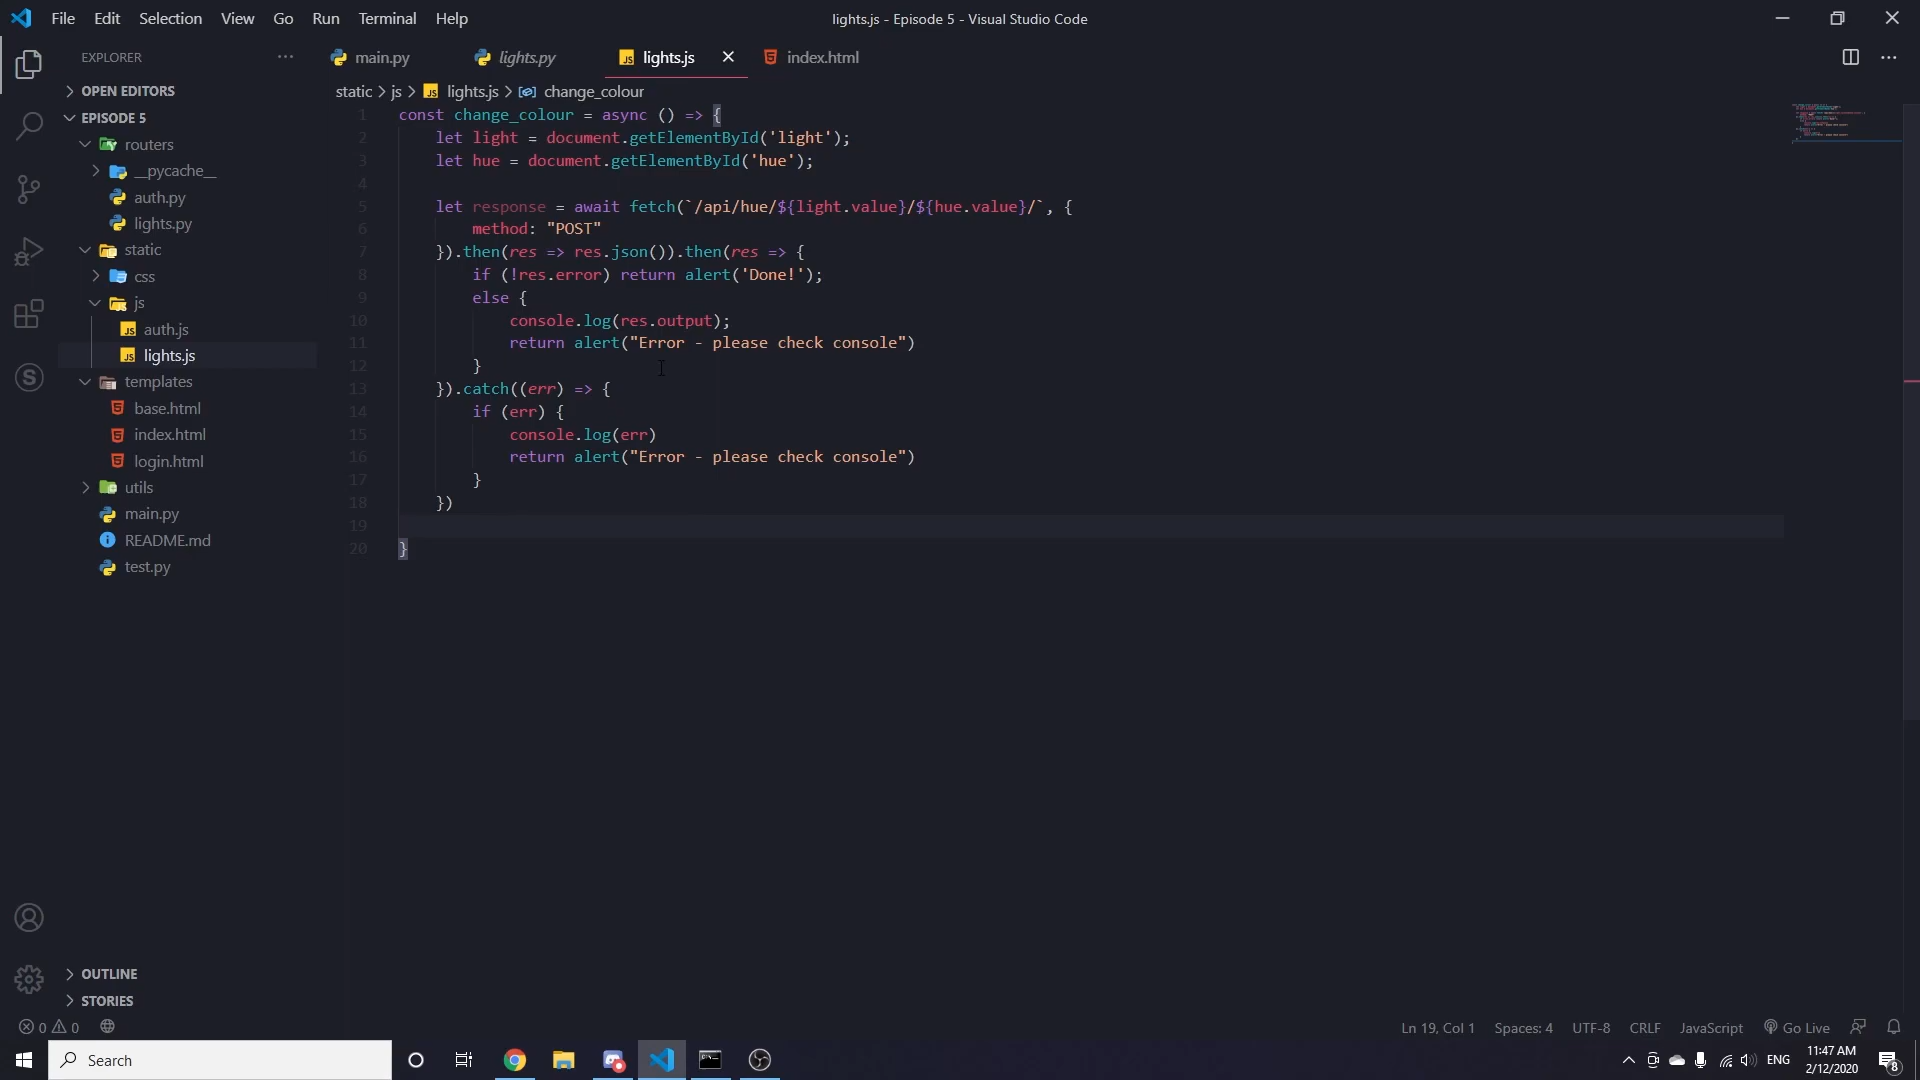 File Edit Selection View Go Run Terminal Help
lights.js - Episode 5 - Visual Studio Code
EXPLORER
OPEN EDITORS
EPISODE 5
routers
__pycache__
auth.py
lights.py
static
css
js
auth.js
lights.js
templates
base.html
index.html
login.html
utils
main.py
README.md
test.py
OUTLINE
STORIES
main.py lights.py lights.js index.html
static > js > lights.js > change_colour
1 const change_colour = async () => {
2 let light = document.getElementById('light');
3 let hue = document.getElementById('hue');
4
5 let response = await fetch(`/api/hue/${light.value}/${hue.value}/`, {
6 method: "POST"
7 }).then(res => res.json()).then(res => {
8 if (!res.error) return alert('Done!');
9 else {
10 console.log(res.output);
11 return alert("Error - please check console")
12 }
13 }).catch((err) => {
14 if (err) {
15 console.log(err)
16 return alert("Error - please check console")
17 }
18 })
19
20 }
0 0
Ln 19, Col 1 Spaces: 4 UTF-8 CRLF JavaScript Go Live
Search
ENG
11:47 AM
2/12/2020
8